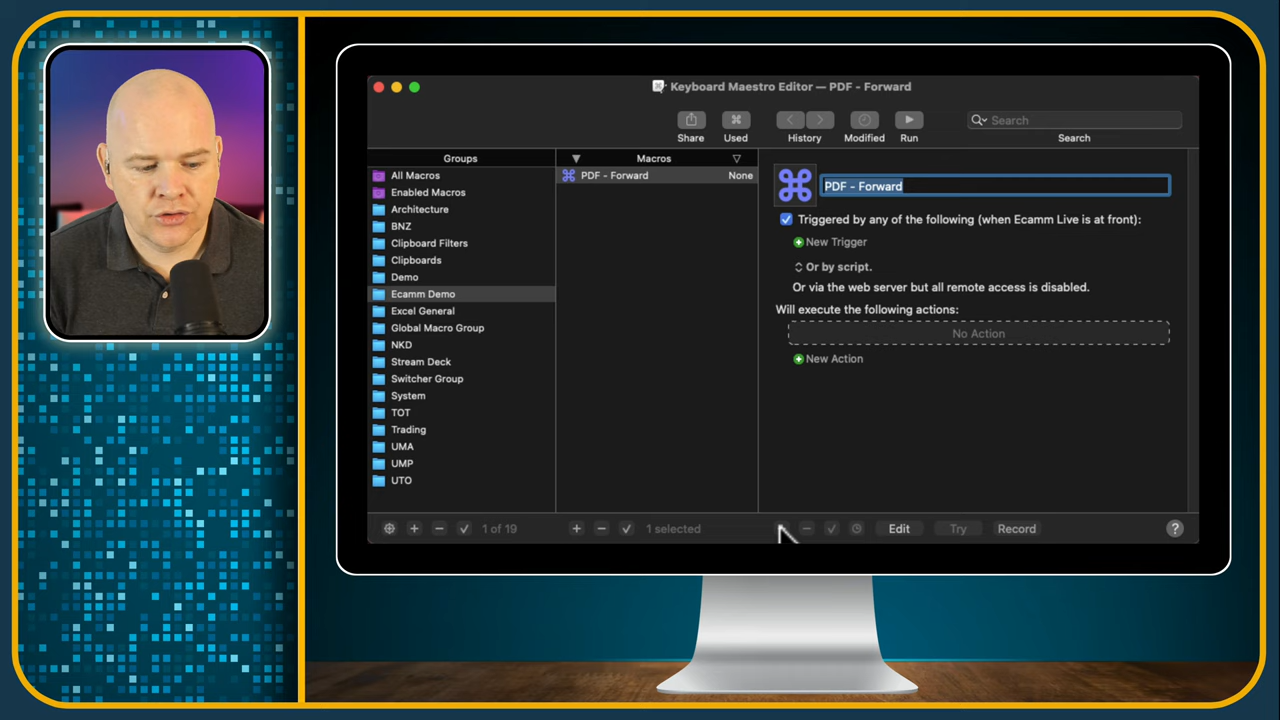 Keyboard Maestro Editor — PDF - Forward
Share
Used
History
Modified
Run
Search
Search
Groups
All Macros
Enabled Macros
Architecture
BNZ
Clipboard Filters
Clipboards
Demo
Ecamm Demo
Excel General
Global Macro Group
NKD
Stream Deck
Switcher Group
System
TOT
Trading
UMA
UMP
UTO
1 of 19
Macros
PDF - Forward None
1 selected
PDF - Forward
Triggered by any of the following (when Ecamm Live is at front):
New Trigger
Or by script.
Or via the web server but all remote access is disabled.
Will execute the following actions:
No Action
New Action
Edit
Try
Record
?